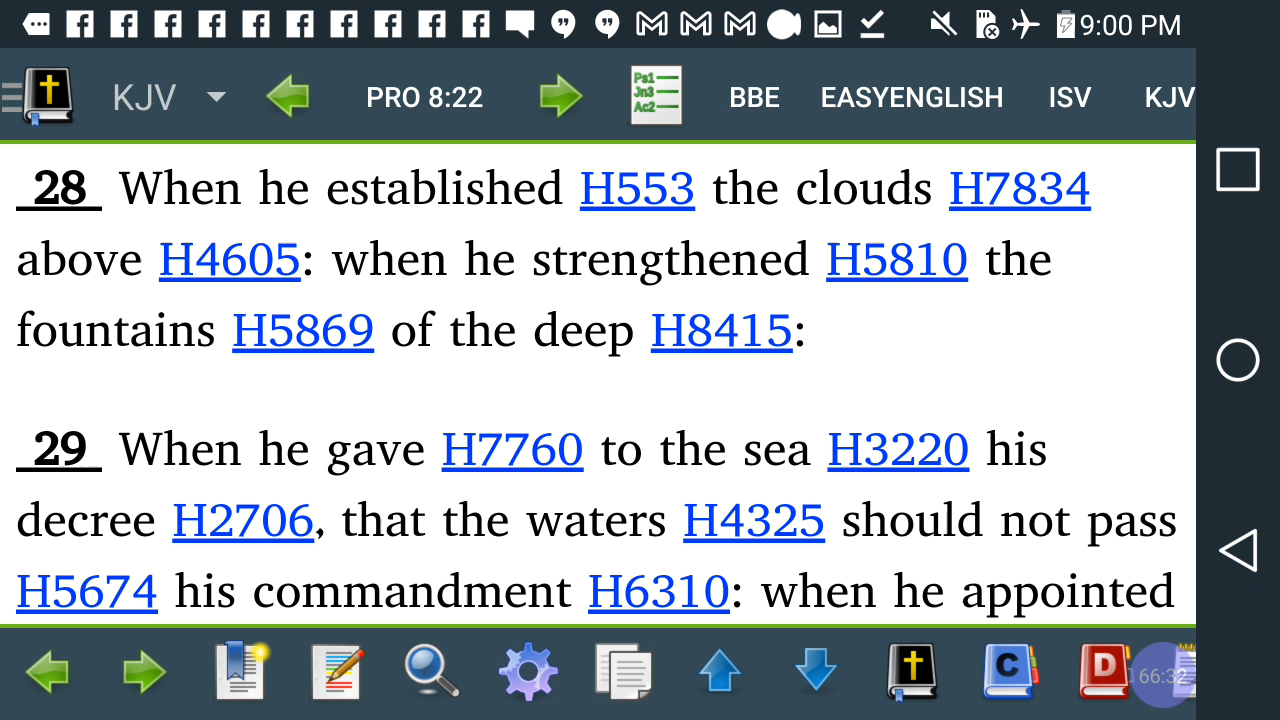 9:00 PM
KJV PRO 8:22 Ps1 Jn3 Ac2 BBE EASYENGLISH ISV KJV
28 When he established H553 the clouds H7834
above H4605: when he strengthened H5810 the
fountains H5869 of the deep H8415:
29 When he gave H7760 to the sea H3220 his
decree H2706, that the waters H4325 should not pass
H5674 his commandment H6310: when he appointed
C D 66:32